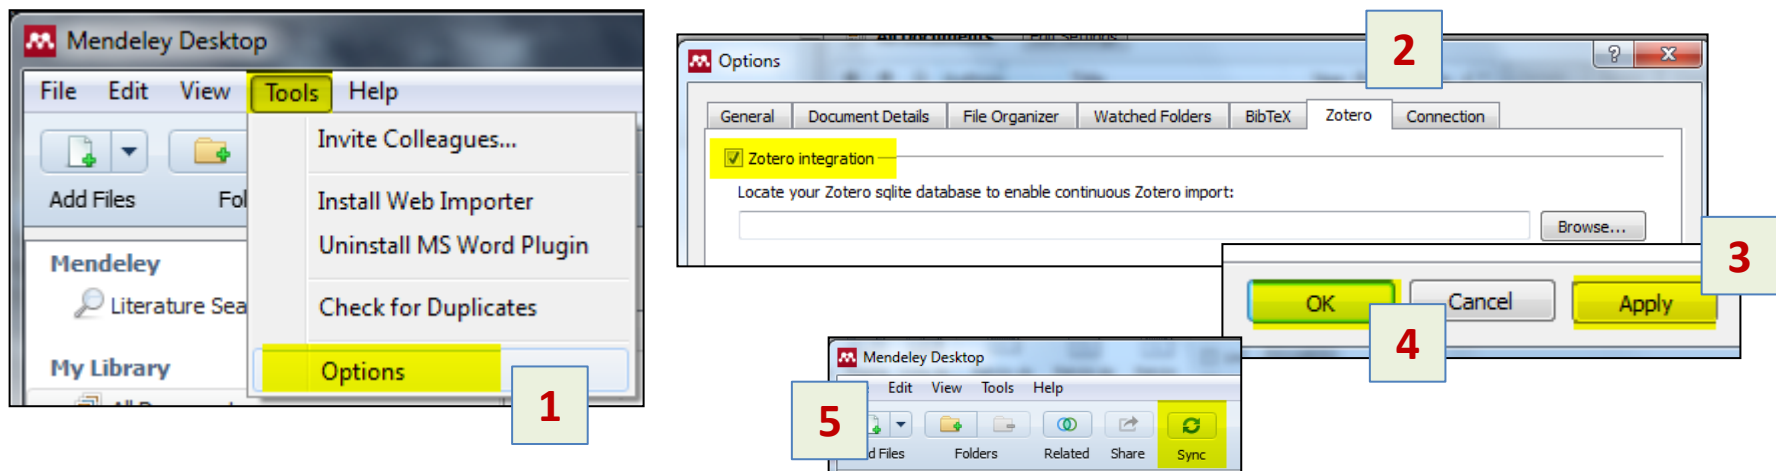 Mendeley Desktop
File Edit View Tools Help
Invite Colleagues...
Install Web Importer
Uninstall MS Word Plugin
Check for Duplicates
Options
Add Files Fol
Mendeley
Literature Sea
My Library
1
2
Options
General Document Details File Organizer Watched Folders BibTeX Zotero Connection
Zotero integration
Locate your Zotero sqlite database to enable continuous Zotero import:
Browse...
3
OK Cancel Apply
4
Mendeley Desktop
Edit View Tools Help
5
d Files Folders Related Share Sync